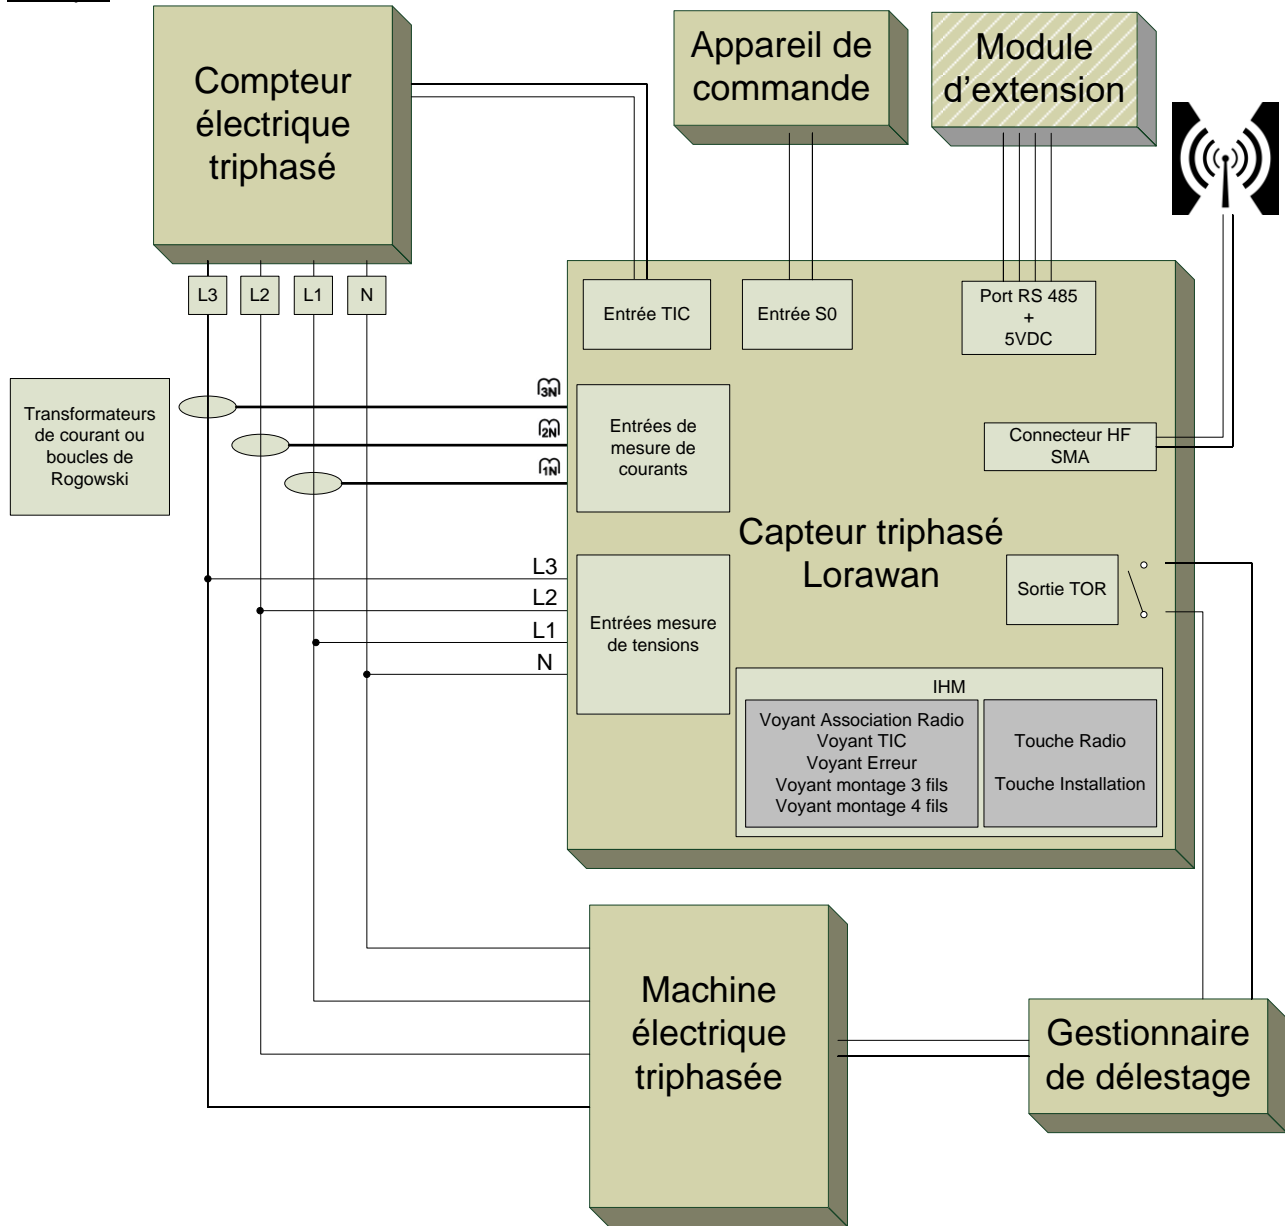 Compteur
électrique
triphasé
Appareil de
commande
Module
d'extension
L3
L2
L1
N
Entrée TIC
Entrée S0
Port RS 485
+
5VDC
Transformateurs
de courant ou
boucles de
Rogowski
3N
2N
1N
Entrées de
mesure de
courants
Connecteur HF
SMA
Capteur triphasé
Lorawan
L3
L2
L1
N
Entrées mesure
de tensions
Sortie TOR
IHM
Voyant Association Radio
Voyant TIC
Voyant Erreur
Voyant montage 3 fils
Voyant montage 4 fils
Touche Radio
Touche Installation
Machine
électrique
triphasée
Gestionnaire
de délestage